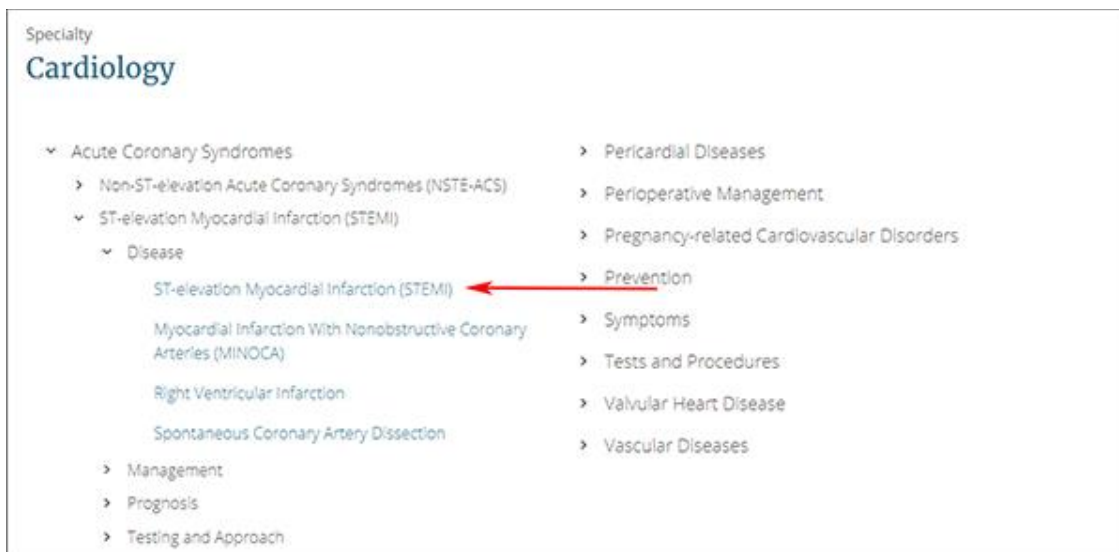 Specialty
Cardiology
Acute Coronary Syndromes
Non-ST-elevation Acute Coronary Syndromes (NSTE-ACS)
ST-elevation Myocardial Infarction (STEMI)
Disease
ST-elevation Myocardial Infarction (STEMI)
Myocardial Infarction With Nonobstructive Coronary
Arteries (MINOCA)
Right Ventricular Infarction
Spontaneous Coronary Artery Dissection
Management
Prognosis
Testing and Approach
Pericardial Diseases
Perioperative Management
Pregnancy-related Cardiovascular Disorders
Prevention
Symptoms
Tests and Procedures
Valvular Heart Disease
Vascular Diseases